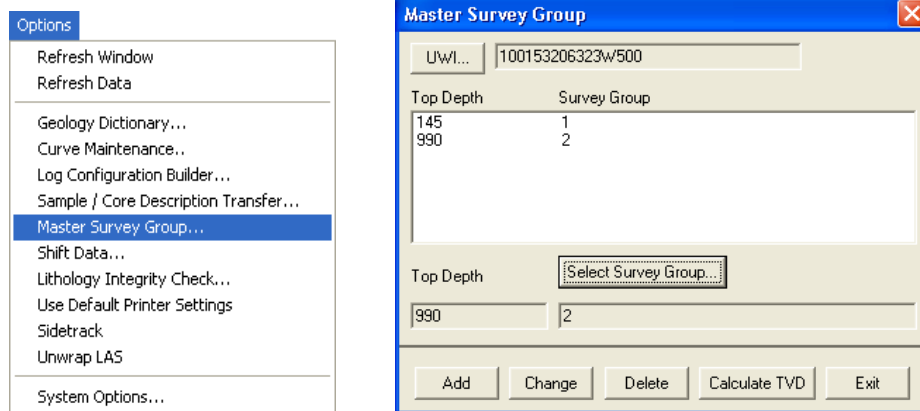 Options
Refresh Window
Refresh Data
Geology Dictionary...
Curve Maintenance..
Log Configuration Builder...
Sample / Core Description Transfer...
Master Survey Group...
Shift Data...
Lithology Integrity Check...
Use Default Printer Settings
Sidetrack
Unwrap LAS
System Options...
Master Survey Group
UWI... 100153206323W500
Top Depth Survey Group
145 1
990 2
Top Depth Select Survey Group...
990 2
Add Change Delete Calculate TVD Exit